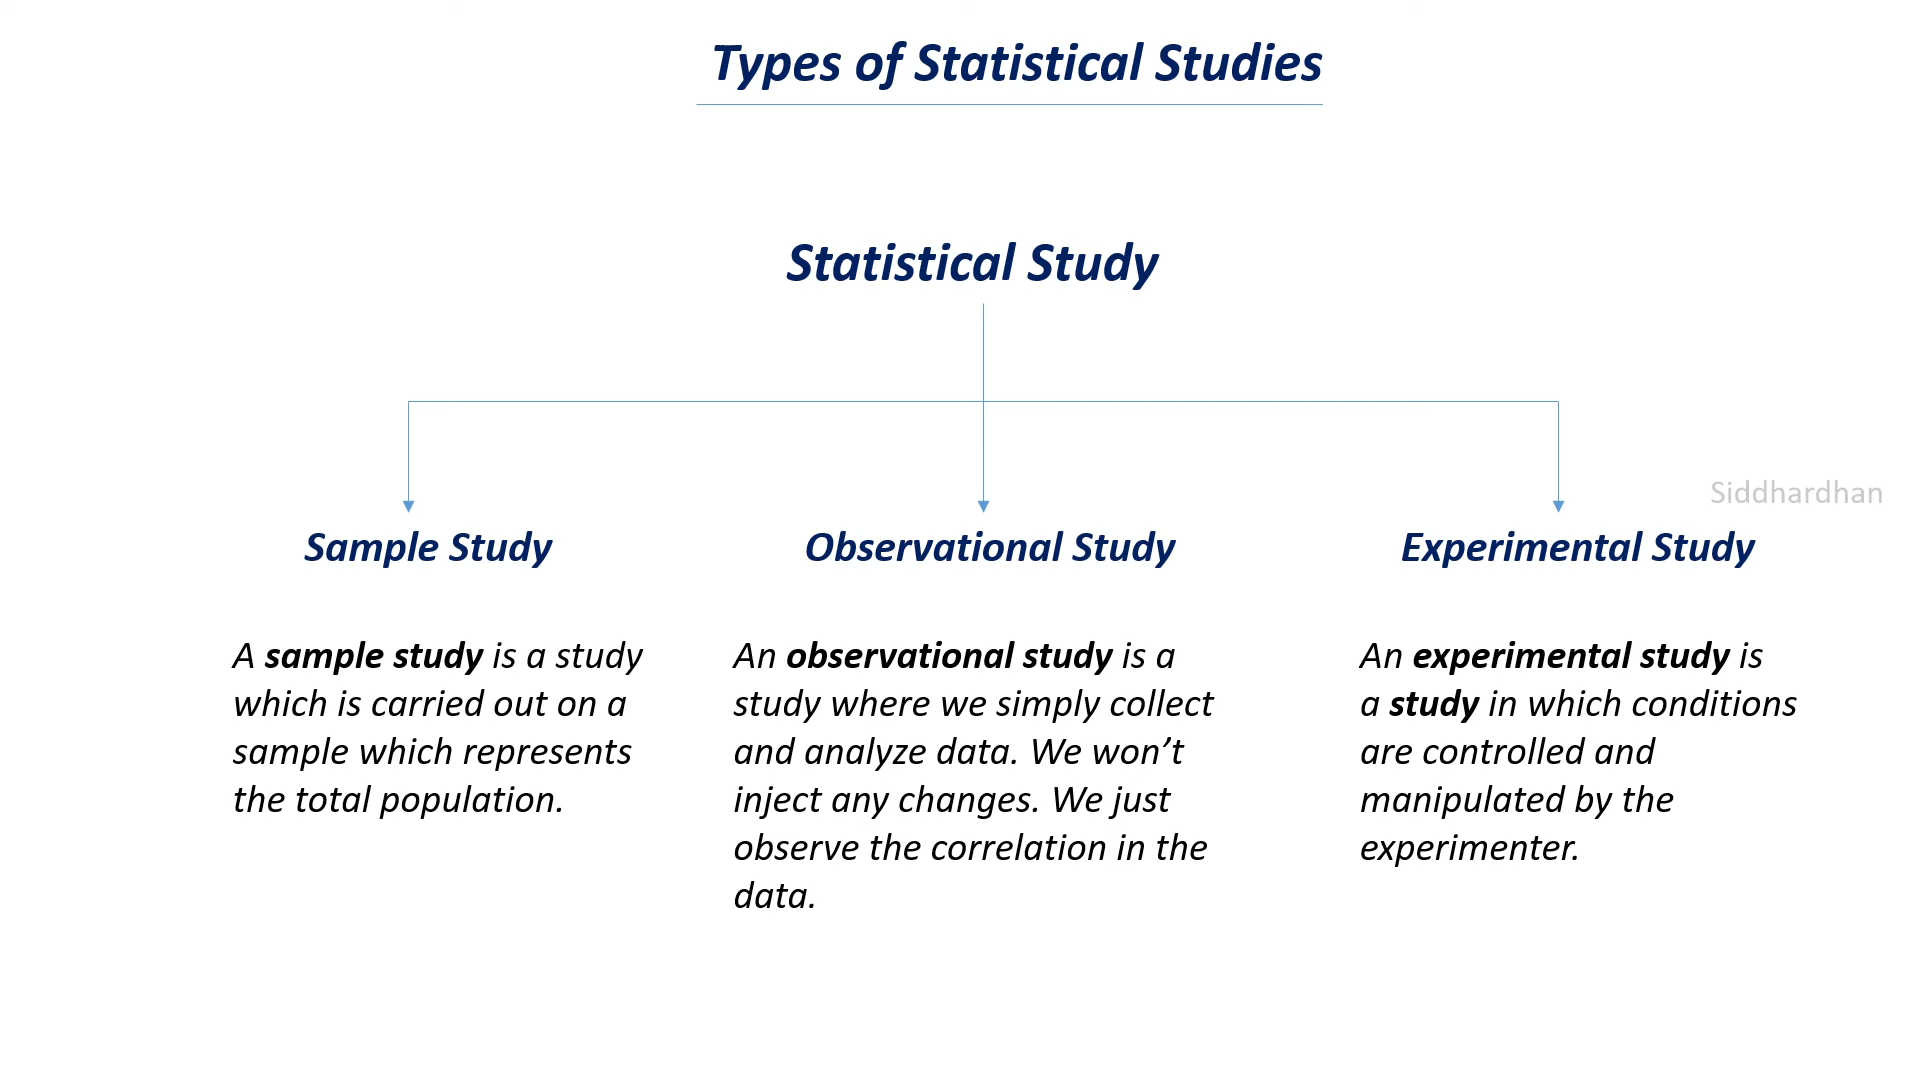 Types of Statistical Studies
Statistical Study
Siddhardhan
Sample Study
Observational Study
Experimental Study
A sample study is a study
which is carried out on a
sample which represents
the total population.
An observational study is a
study where we simply collect
and analyze data. We won’t
inject any changes. We just
observe the correlation in the
data.
An experimental study is
a study in which conditions
are controlled and
manipulated by the
experimenter.